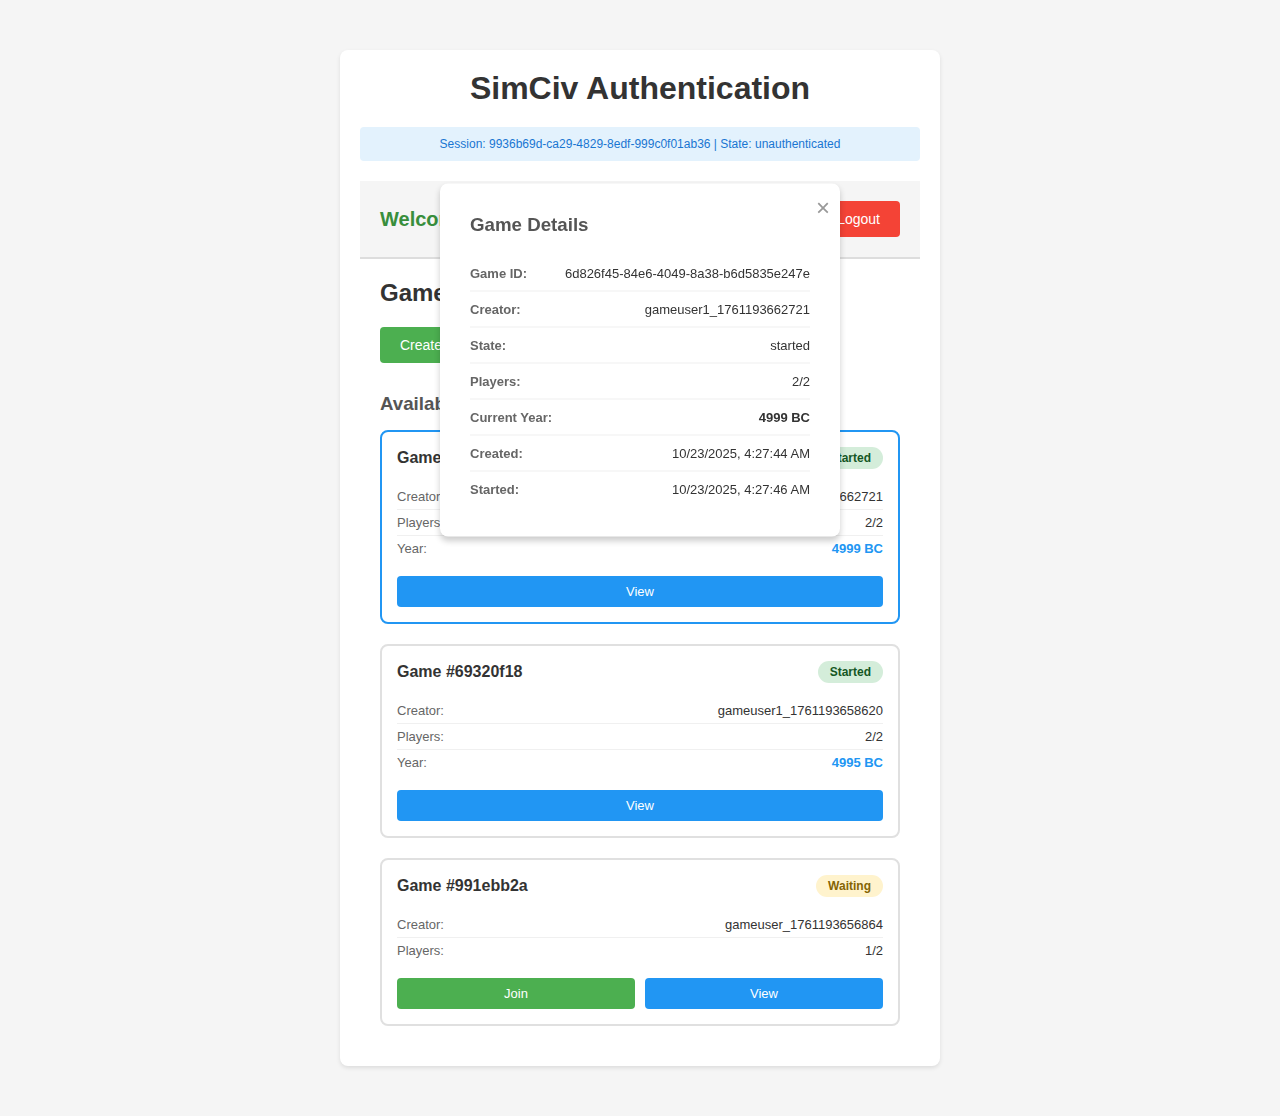 SimCiv Authentication
Session: 9936b69d-ca29-4829-8edf-999c0f01ab36 | State: unauthenticated
Welco
Logout
×
Game Details
Game ID: 6d826f45-84e6-4049-8a38-b6d5835e247e
Creator: gameuser1_1761193662721
State: started
Players: 2/2
Current Year: 4999 BC
Created: 10/23/2025, 4:27:44 AM
Started: 10/23/2025, 4:27:46 AM
Game
Create
Availab
Game
tarted
Creator
662721
Players
2/2
Year: 4999 BC
View
Game #69320f18 Started
Creator: gameuser1_1761193658620
Players: 2/2
Year: 4995 BC
View
Game #991ebb2a Waiting
Creator: gameuser_1761193656864
Players: 1/2
Join View